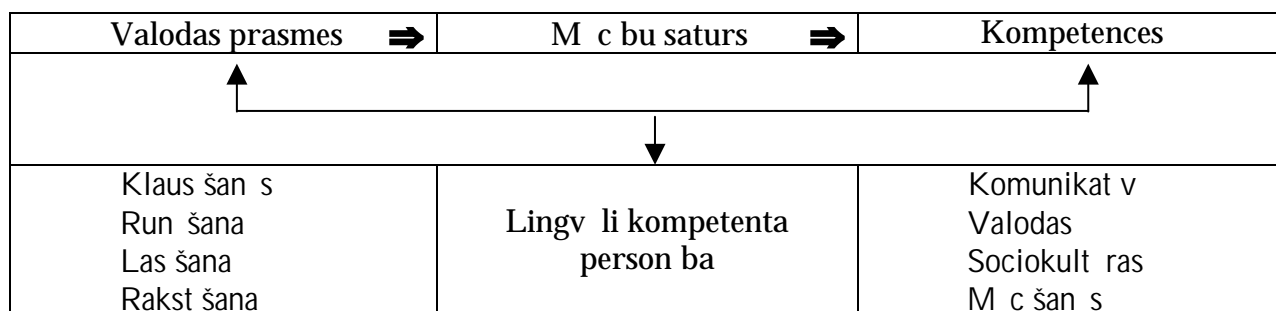 Valodas prasmes ⇒ M c bu saturs ⇒ Kompetences
Klaus šan s
Run šana
Las šana
Rakst šana
Lingv li kompetenta
person ba
Komunikat v
Valodas
Sociokult ras
M c šan s